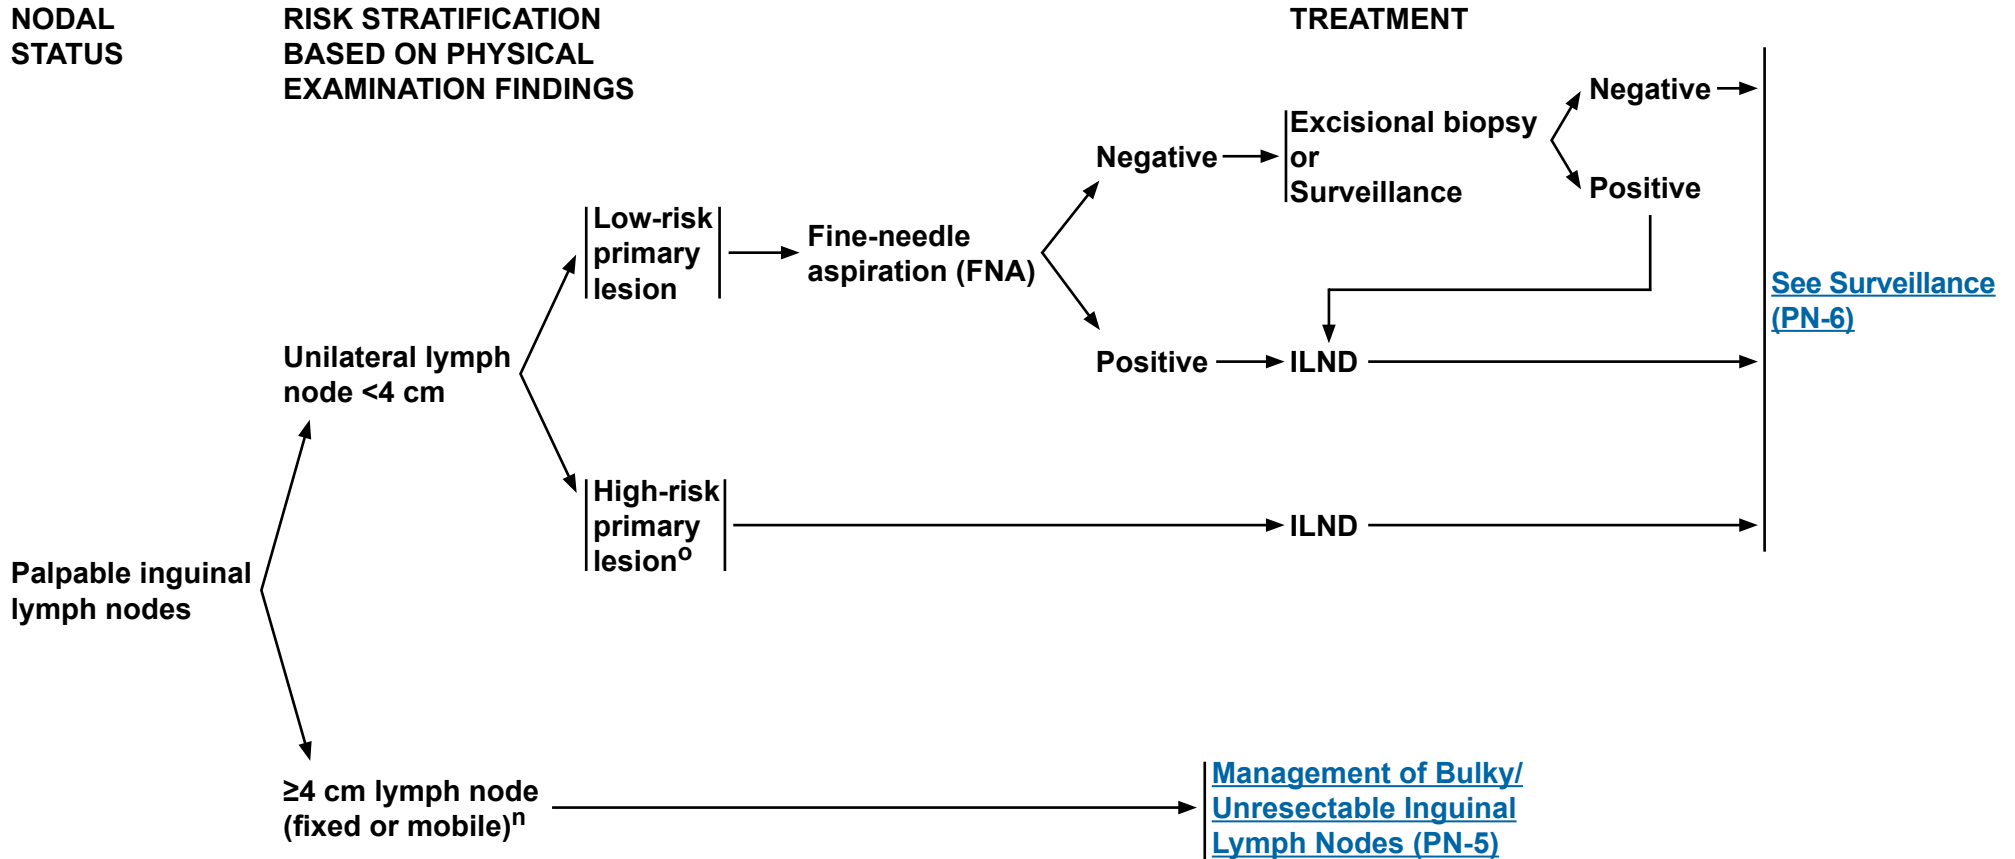 NODAL
STATUS
RISK STRATIFICATION
BASED ON PHYSICAL
EXAMINATION FINDINGS
TREATMENT
Palpable inguinal
lymph nodes
Unilateral lymph
node <4 cm
Low-risk
primary
lesion
Fine-needle
aspiration (FNA)
Negative
Excisional biopsy
or
Surveillance
Negative
Positive
Positive
ILND
High-risk
primary
lesiono
ILND
See Surveillance
(PN-6)
≥4 cm lymph node
(fixed or mobile)n
Management of Bulky/
Unresectable Inguinal
Lymph Nodes (PN-5)